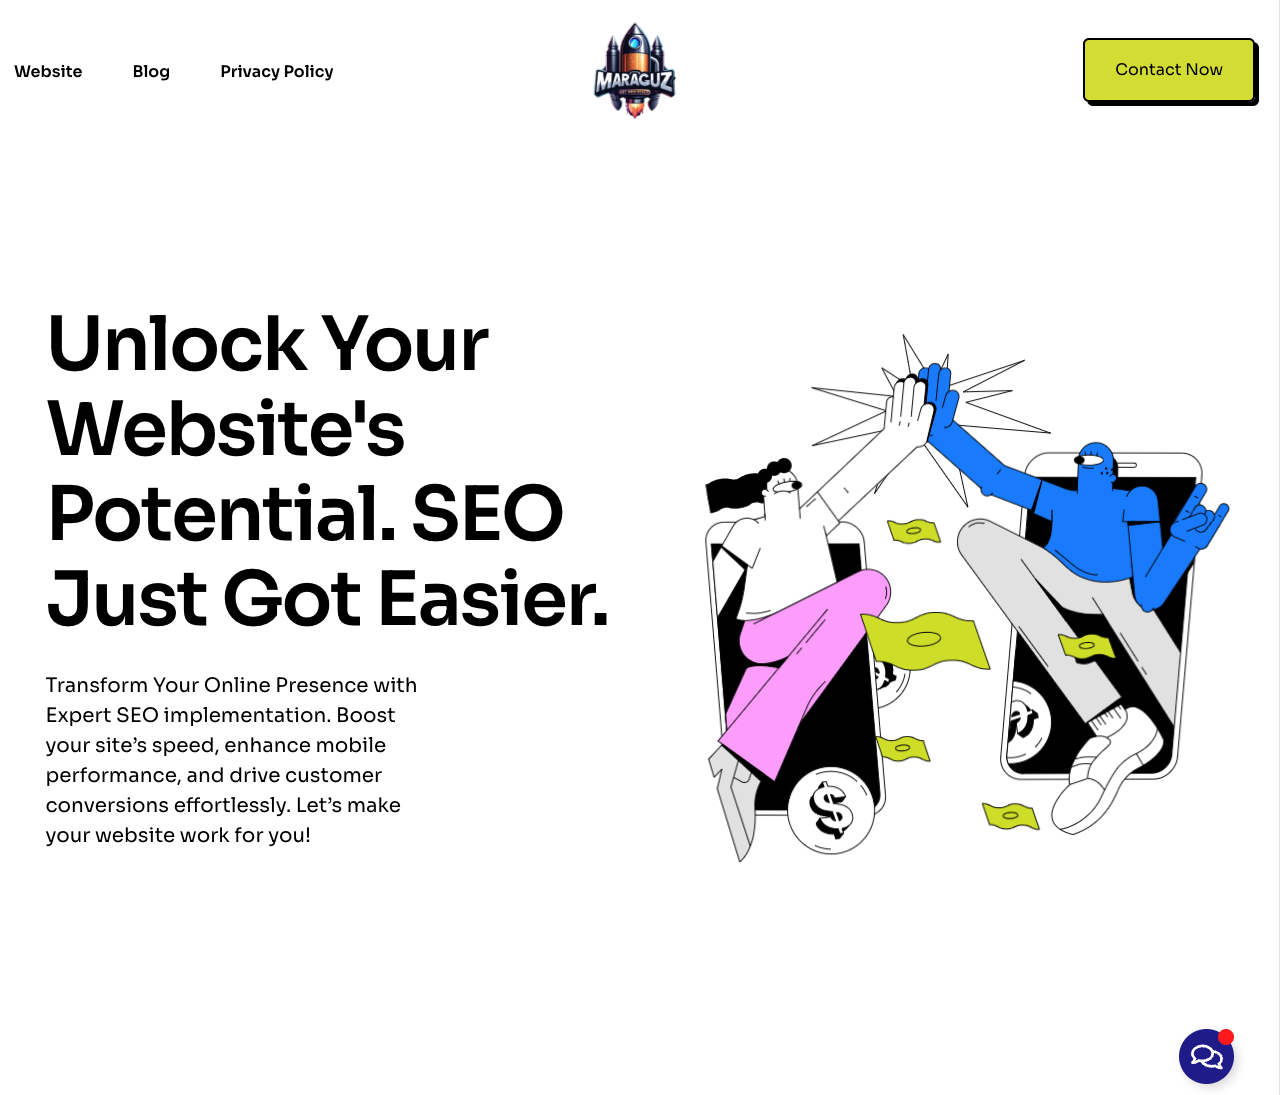 Website
Blog
Privacy Policy
MARAGUZ
Contact Now
Unlock Your
Website's
Potential. SEO
Just Got Easier.
Transform Your Online Presence with
Expert SEO implementation. Boost
your site’s speed, enhance mobile
performance, and drive customer
conversions effortlessly. Let’s make
your website work for you!
$
$